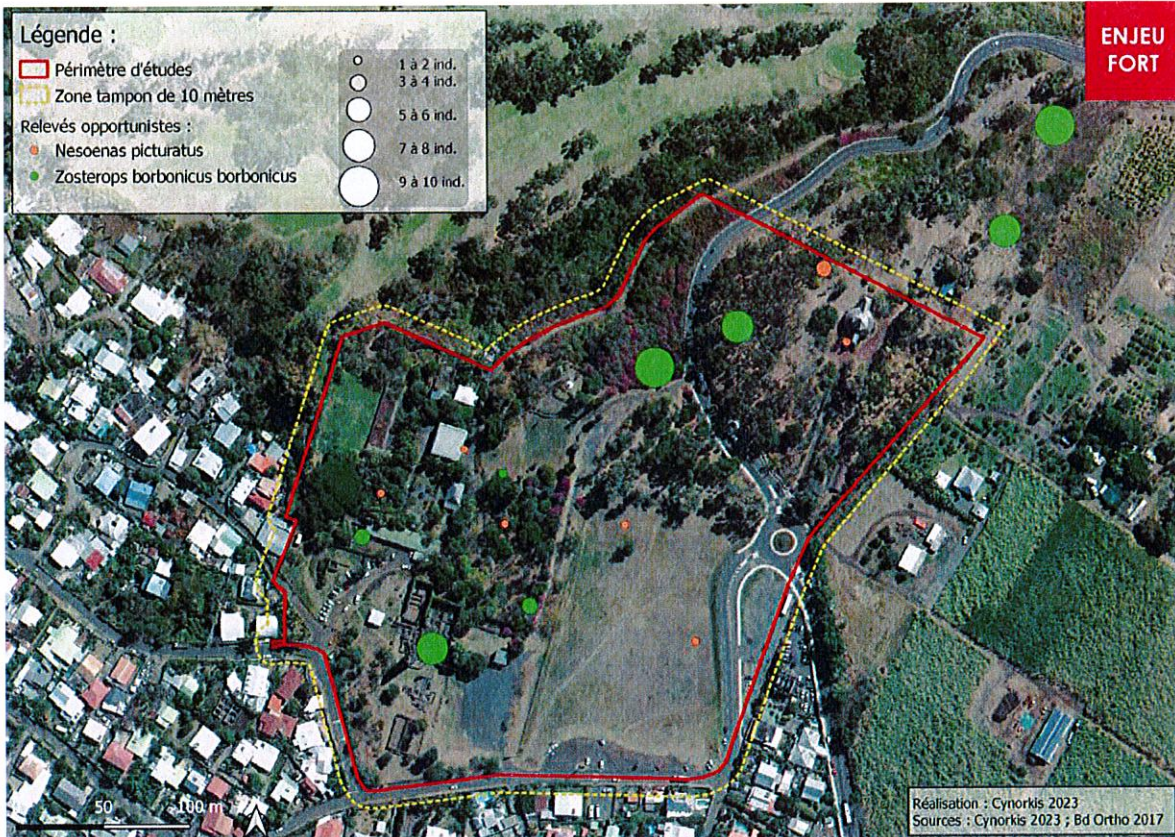 Légende :
Périmètre d'études
Zone tampon de 10 mètres
Relevés opportunistes :
Nesoenas picturatus
Zosterops borbonicus borbonicus
1 à 2 ind.
3 à 4 ind.
5 à 6 ind.
7 à 8 ind.
9 à 10 ind.
ENJEU
FORT
50
100 m
Réalisation : Cynorkis 2023
Sources : Cynorkis 2023 ; Bd Ortho 2017